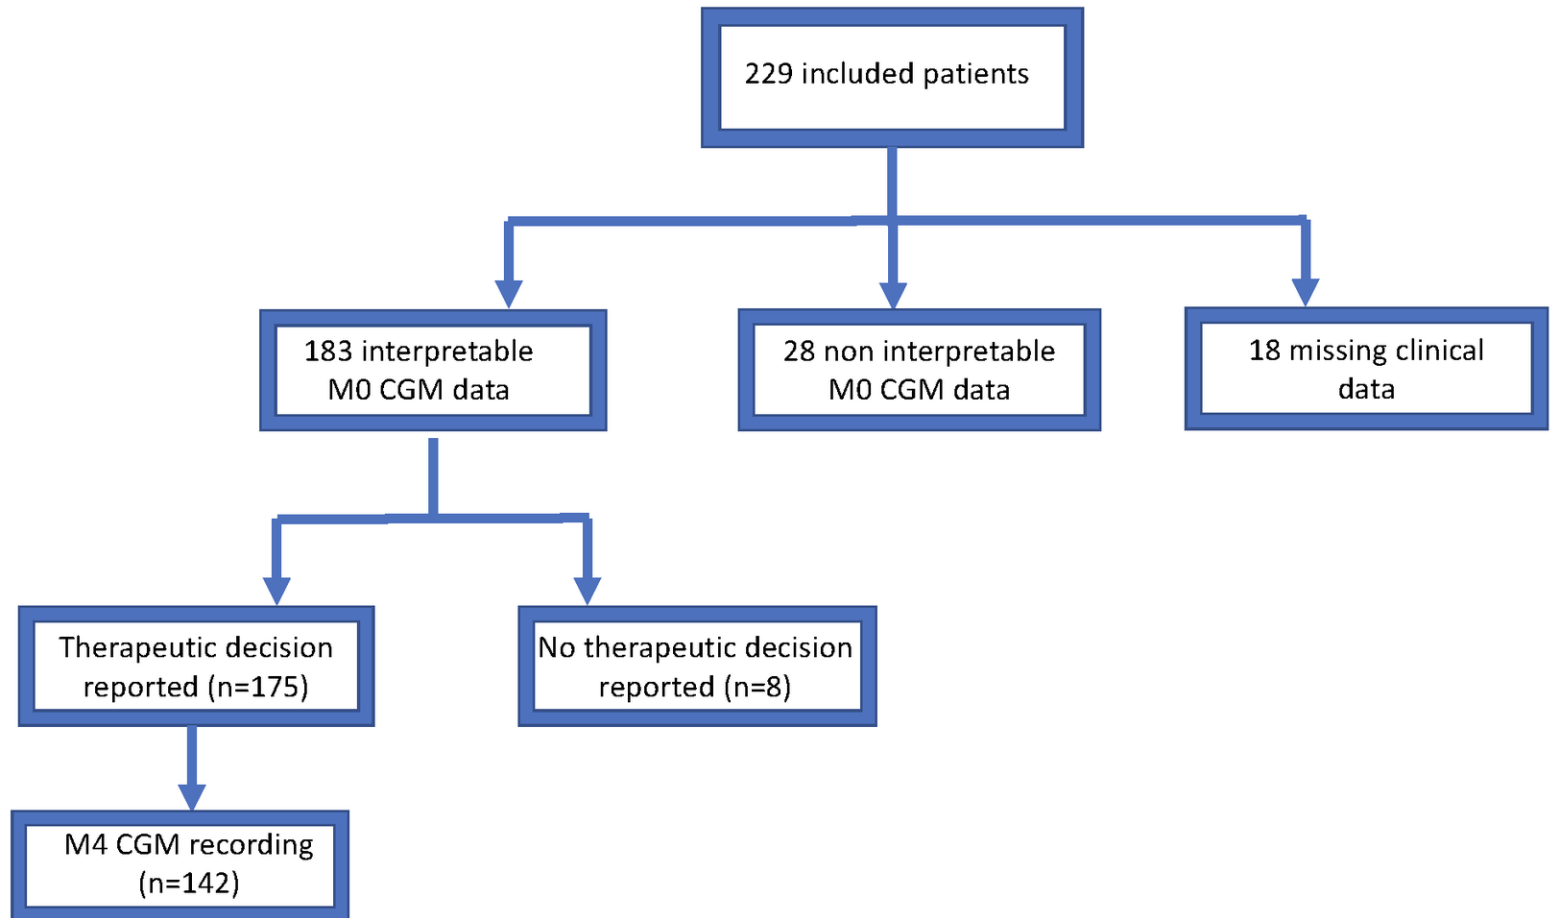 229 included patients
183 interpretable
M0 CGM data
28 non interpretable
M0 CGM data
18 missing clinical
data
Therapeutic decision
reported (n=175)
No therapeutic decision
reported (n=8)
M4 CGM recording
(n=142)